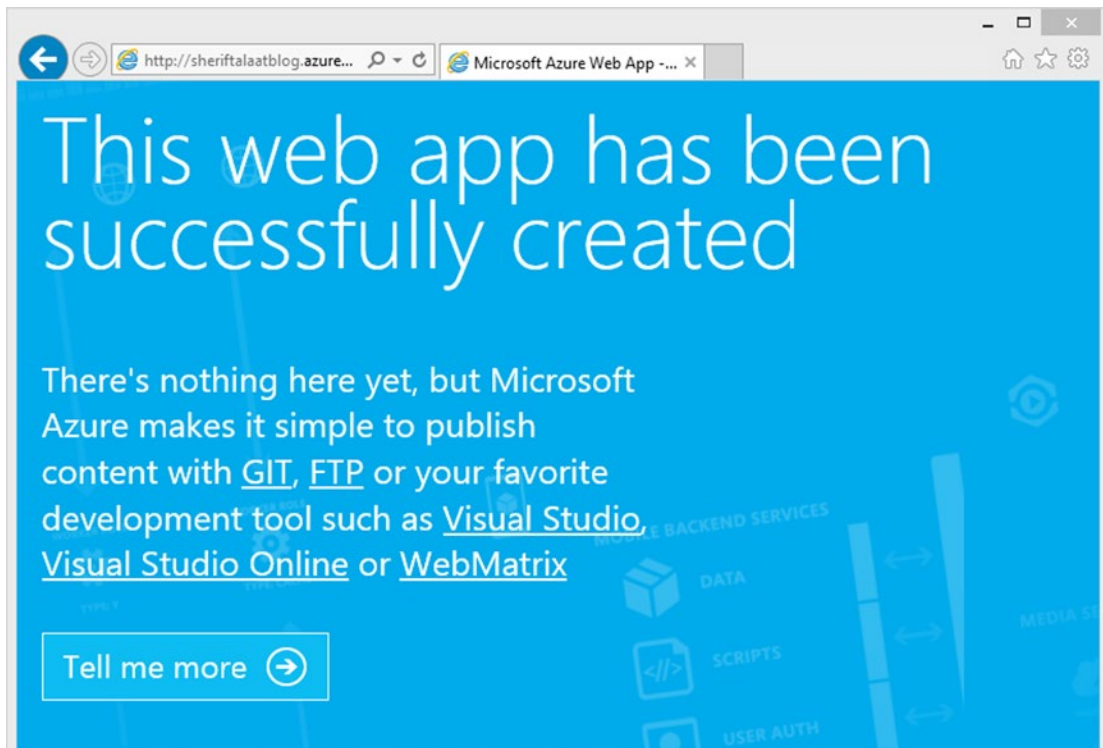 http://sheriftalaatblog.azure...
Microsoft Azure Web App -...
This web app has been
successfully created
There's nothing here yet, but Microsoft
Azure makes it simple to publish
content with GIT, FTP or your favorite
development tool such as Visual Studio,
Visual Studio Online or WebMatrix
MOBILE BACKEND SERVICES
DATA
TYPE: Y
MEDIA
Tell me more
SCRIPTS
</>
USER AUTH